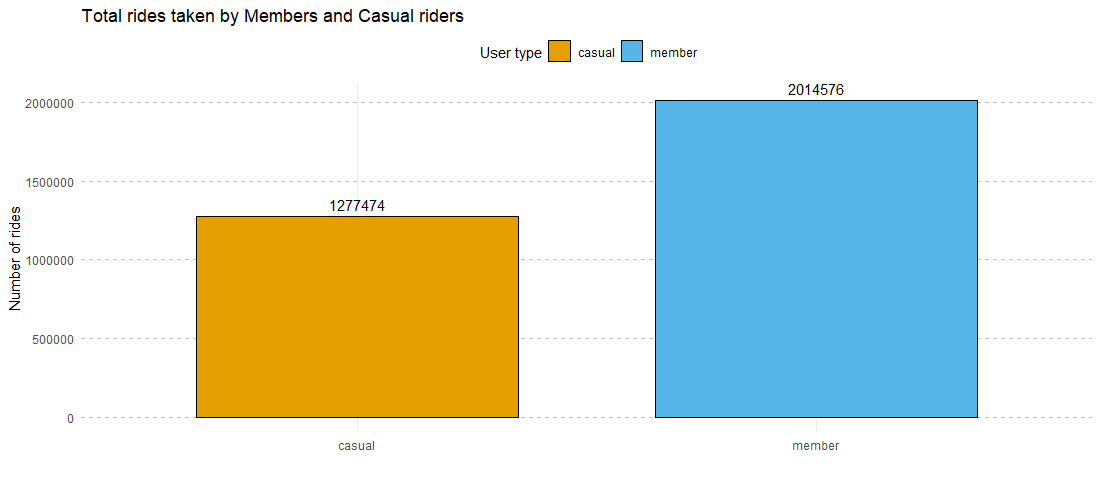 Total rides taken by Members and Casual riders
User type casual member
Number of rides
2000000
1500000
1000000
500000
0
1277474
2014576
casual
member